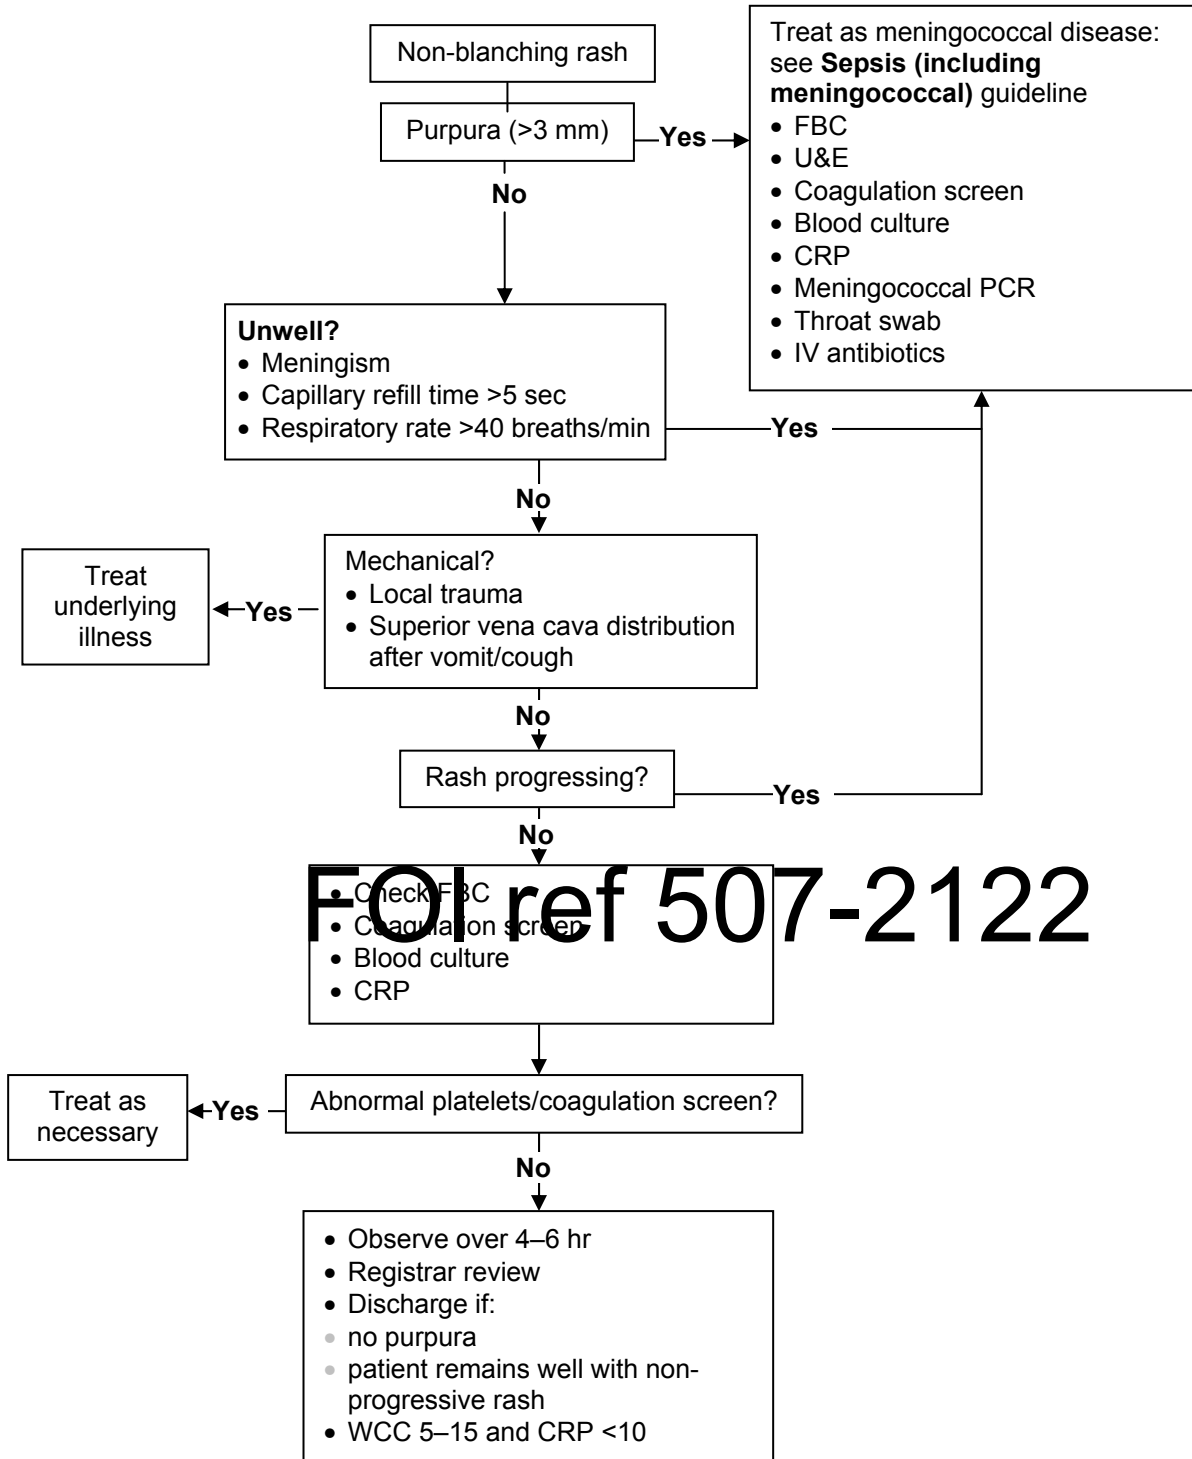 Non-blanching rash
Purpura (>3 mm)
Yes
Treat as meningococcal disease:
see Sepsis (including
meningococcal) guideline
• FBC
• U&E
• Coagulation screen
• Blood culture
• CRP
• Meningococcal PCR
• Throat swab
• IV antibiotics
No
Unwell?
• Meningism
• Capillary refill time >5 sec
• Respiratory rate >40 breaths/min
Yes
No
Mechanical?
• Local trauma
• Superior vena cava distribution
after vomit/cough
Yes
Treat
underlying
illness
No
Rash progressing?
Yes
No
• Check FBC
• Coagulation screen
• Blood culture
• CRP
FOI ref 507-2122
Abnormal platelets/coagulation screen?
Yes
Treat as
necessary
No
• Observe over 4–6 hr
• Registrar review
• Discharge if:
• no purpura
• patient remains well with non-
progressive rash
• WCC 5–15 and CRP <10